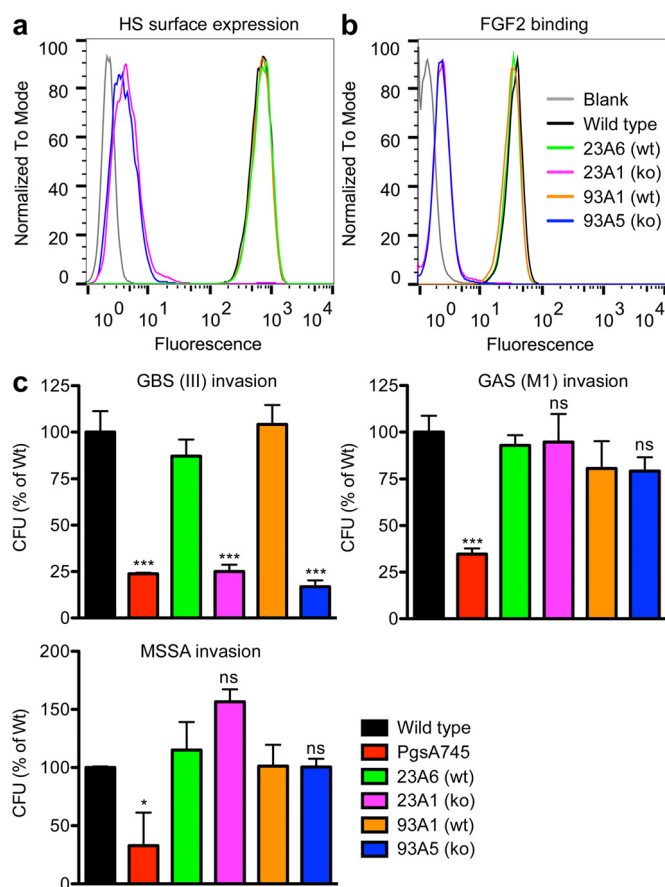 a
HS surface expression
Normalized To Mode
100
80
60
40
20
0
10^0 10^1 10^2 10^3 10^4
Fluorescence
b
FGF2 binding
Normalized To Mode
100
80
60
40
20
0
10^0 10^1 10^2 10^3 10^4
Fluorescence
Blank
Wild type
23A6 (wt)
23A1 (ko)
93A1 (wt)
93A5 (ko)
c
GBS (III) invasion
CFU (% of Wt)
125
100
75
50
25
0
***
***
***
GAS (M1) invasion
CFU (% of Wt)
125
100
75
50
25
0
***
ns
ns
MSSA invasion
CFU (% of Wt)
200
150
100
50
0
*
ns
ns
Wild type
PgsA745
23A6 (wt)
23A1 (ko)
93A1 (wt)
93A5 (ko)